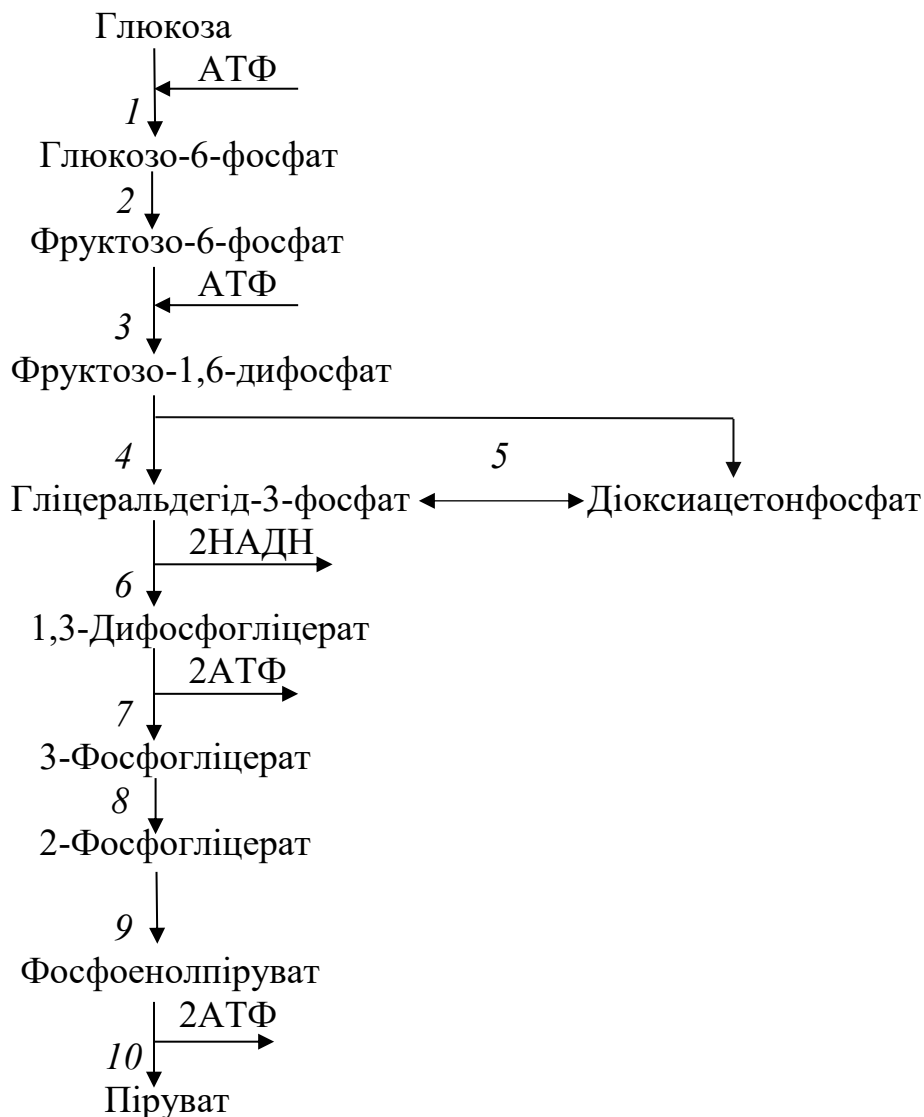 Глюкоза
АТФ
1
Глюкозо-6-фосфат
2
Фруктозо-6-фосфат
АТФ
3
Фруктозо-1,6-дифосфат
4
5
Гліцеральдегід-3-фосфат
Діоксиацетонфосфат
2НАДН
6
1,3-Дифосфогліцерат
2АТФ
7
3-Фосфогліцерат
8
2-Фосфогліцерат
9
Фосфоенолпіруват
2АТФ
10
Піруват